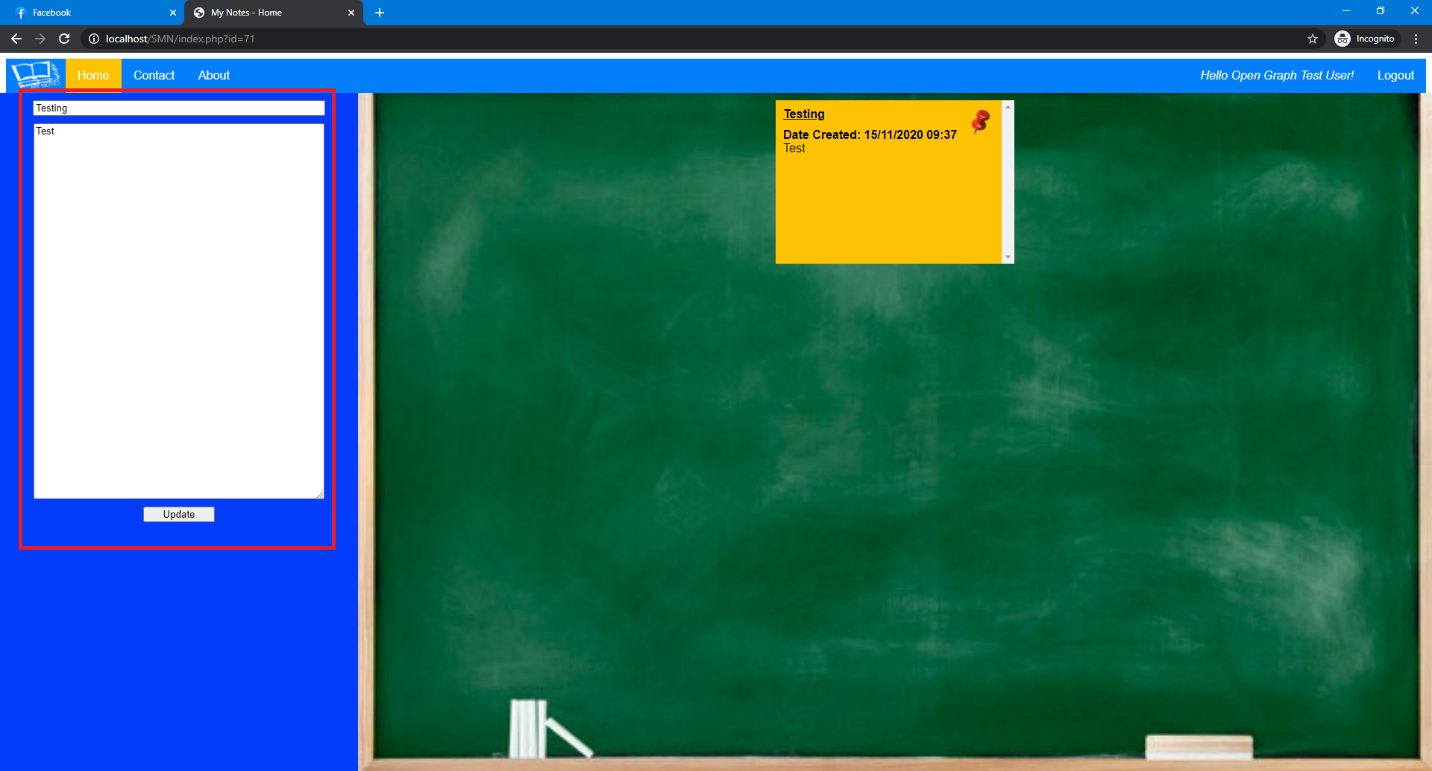 Facebook
My Notes - Home
localhost/SMN/index.php?id=71
Incognito
Home
Contact
About
Hello Open Graph Test User!
Logout
Testing
Test
Update
Testing
Date Created: 15/11/2020 09:37
Test